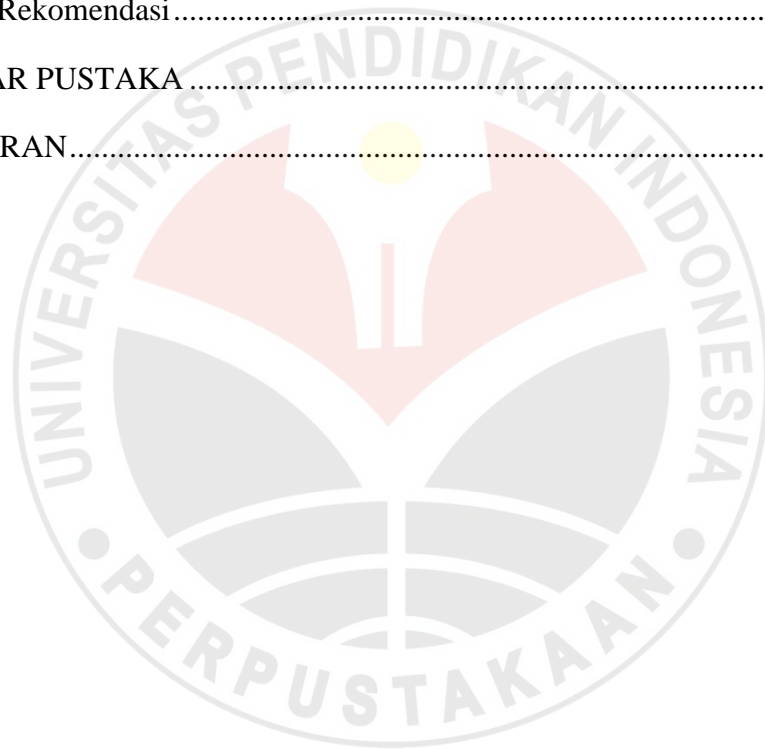 Rekomendasi................................................................................
AR PUSTAKA................................................................................
RAN................................................................................
UNIVERSITAS PENDIDIKAN INDONESIA
PERPUSTAKAAN